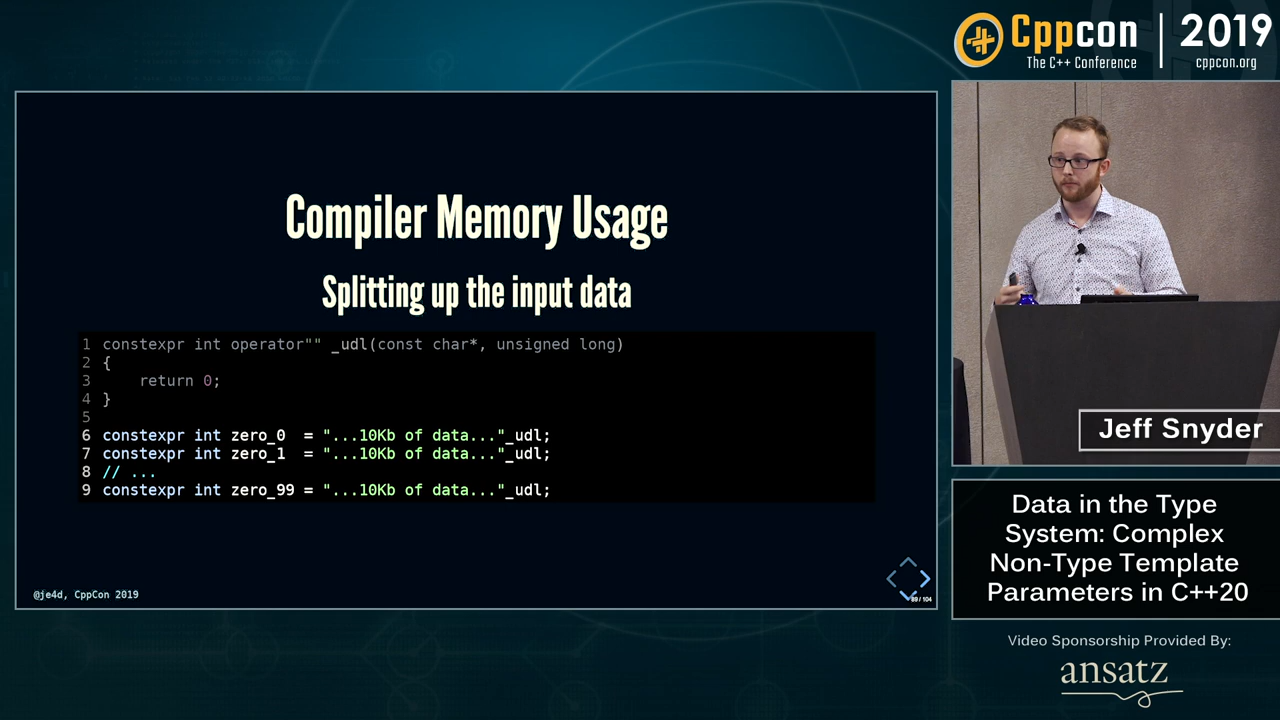 Cppcon
The C++ Conference
2019
cppcon.org
Compiler Memory Usage
Splitting up the input data
1 constexpr int operator"" _udl(const char*, unsigned long)
2 {
3     return 0;
4 }
5
6 constexpr int zero_0  = "...10Kb of data..."_udl;
7 constexpr int zero_1  = "...10Kb of data..."_udl;
8 // ...
9 constexpr int zero_99 = "...10Kb of data..."_udl;
@je4d, CppCon 2019
89 / 104
Jeff Snyder
Data in the Type
System: Complex
Non-Type Template
Parameters in C++20
Video Sponsorship Provided By:
ansatz